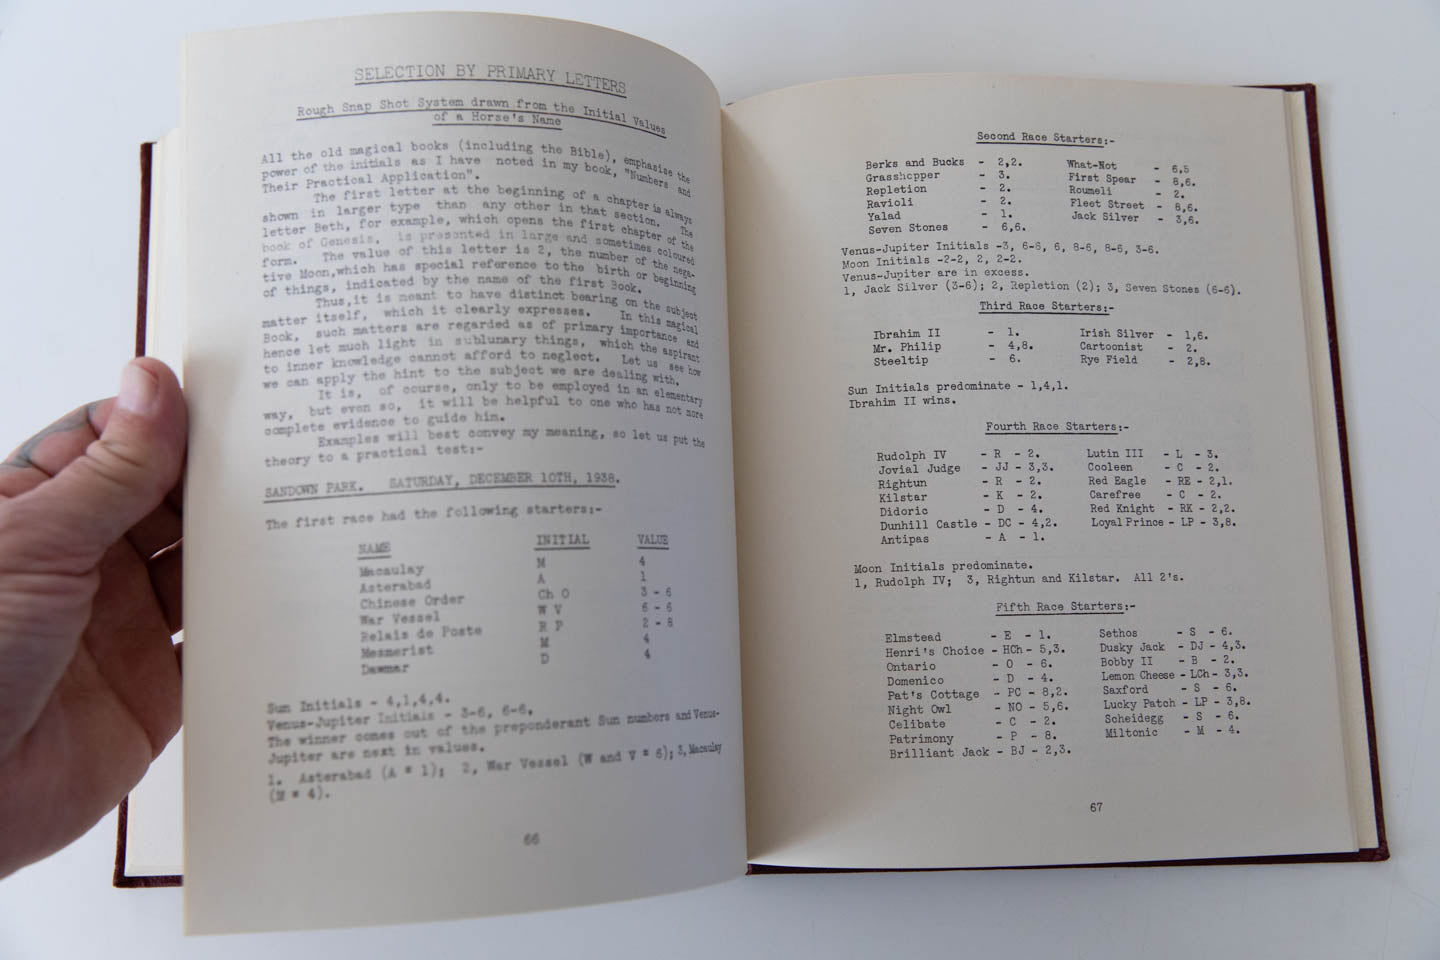 SELECTION BY PRIMARY LETTERS
Rough Snap Shot System drawn from the Initial Values
of a Horse's Name
All the old magical books (including the Bible), emphasise the
power of the initials as I have noted in my book, "Numbers and
Their Practical Application".
The first letter at the beginning of a chapter is always
shown in larger type than any other in that section. The
letter Beth, for example, which opens the first chapter of the
book of Genesis, is presented in large and sometimes coloured
form. The value of this letter is 2, the number of the nega-
tive Moon, which has special reference to the birth or beginning
of things, indicated by the name of the first Book.
Thus, it is meant to have distinct bearing on the subject
matter itself, which it clearly expresses. In this magical
Book, such matters are regarded as of primary importance and
hence let much light in sublunary things, which the aspirant
to inner knowledge cannot afford to neglect. Let us see how
we can apply the hint to the subject we are dealing with.
It is, of course, only to be employed in an elementary
way, but even so, it will be helpful to one who has not more
complete evidence to guide him.
Examples will best convey my meaning, so let us put the
theory to a practical test:-
SANDOWN PARK. SATURDAY, DECEMBER 10TH, 1938.
The first race had the following starters:-
NAME INITIAL VALUE
Macaulay M 4
Asterabad A 1
Chinese Order Ch O 3 - 6
War Vessel W V 6 - 6
Relais de Poste R P 2 - 8
Mesmerist M 4
Dawmar D 4
Sun Initials - 4,1,4,4.
Venus-Jupiter Initials - 3-6, 6-6.
The winner comes out of the preponderant Sun numbers and Venus-
Jupiter are next in values.
1. Asterabad (A = 1); 2, War Vessel (W and V = 6); 3, Macaulay
(M = 4).
66
Second Race Starters:-
Berks and Bucks - 2,2. What-Not - 6,5
Grasshopper - 3. First Spear - 8,6.
Repletion - 2. Roumeli - 2.
Ravioli - 2. Fleet Street - 8,6.
Yalad - 1. Jack Silver - 3,6.
Seven Stones - 6,6.
Venus-Jupiter Initials -3, 6-6, 6, 8-6, 8-6, 3-6.
Moon Initials -2-2, 2, 2-2.
Venus-Jupiter are in excess.
1, Jack Silver (3-6); 2, Repletion (2); 3, Seven Stones (6-6).
Third Race Starters:-
Ibrahim II - 1. Irish Silver - 1,6.
Mr. Philip - 4,8. Cartoonist - 2.
Steeltip - 6. Rye Field - 2,8.
Sun Initials predominate - 1,4,1.
Ibrahim II wins.
Fourth Race Starters:-
Rudolph IV - R - 2. Lutin III - L - 3.
Jovial Judge - JJ - 3,3. Cooleen - C - 2.
Rightun - R - 2. Red Eagle - RE - 2,1.
Kilstar - K - 2. Carefree - C - 2.
Didoric - D - 4. Red Knight - RK - 2,2.
Dunhill Castle - DC - 4,2. Loyal Prince - LP - 3,8.
Antipas - A - 1.
Moon Initials predominate.
1, Rudolph IV; 3, Rightun and Kilstar. All 2's.
Fifth Race Starters:-
Elmstead - E - 1. Sethos - S - 6.
Henri's Choice - HCh - 5,3. Dusky Jack - DJ - 4,3.
Ontario - O - 6. Bobby II - B - 2.
Domenico - D - 4. Lemon Cheese - LCh - 3,3.
Pat's Cottage - PC - 8,2. Saxford - S - 6.
Night Owl - NO - 5,6. Lucky Patch - LP - 3,8.
Celibate - C - 2. Scheidegg - S - 6.
Patrimony - P - 8. Miltonic - M - 4.
Brilliant Jack - BJ - 2,3.
67